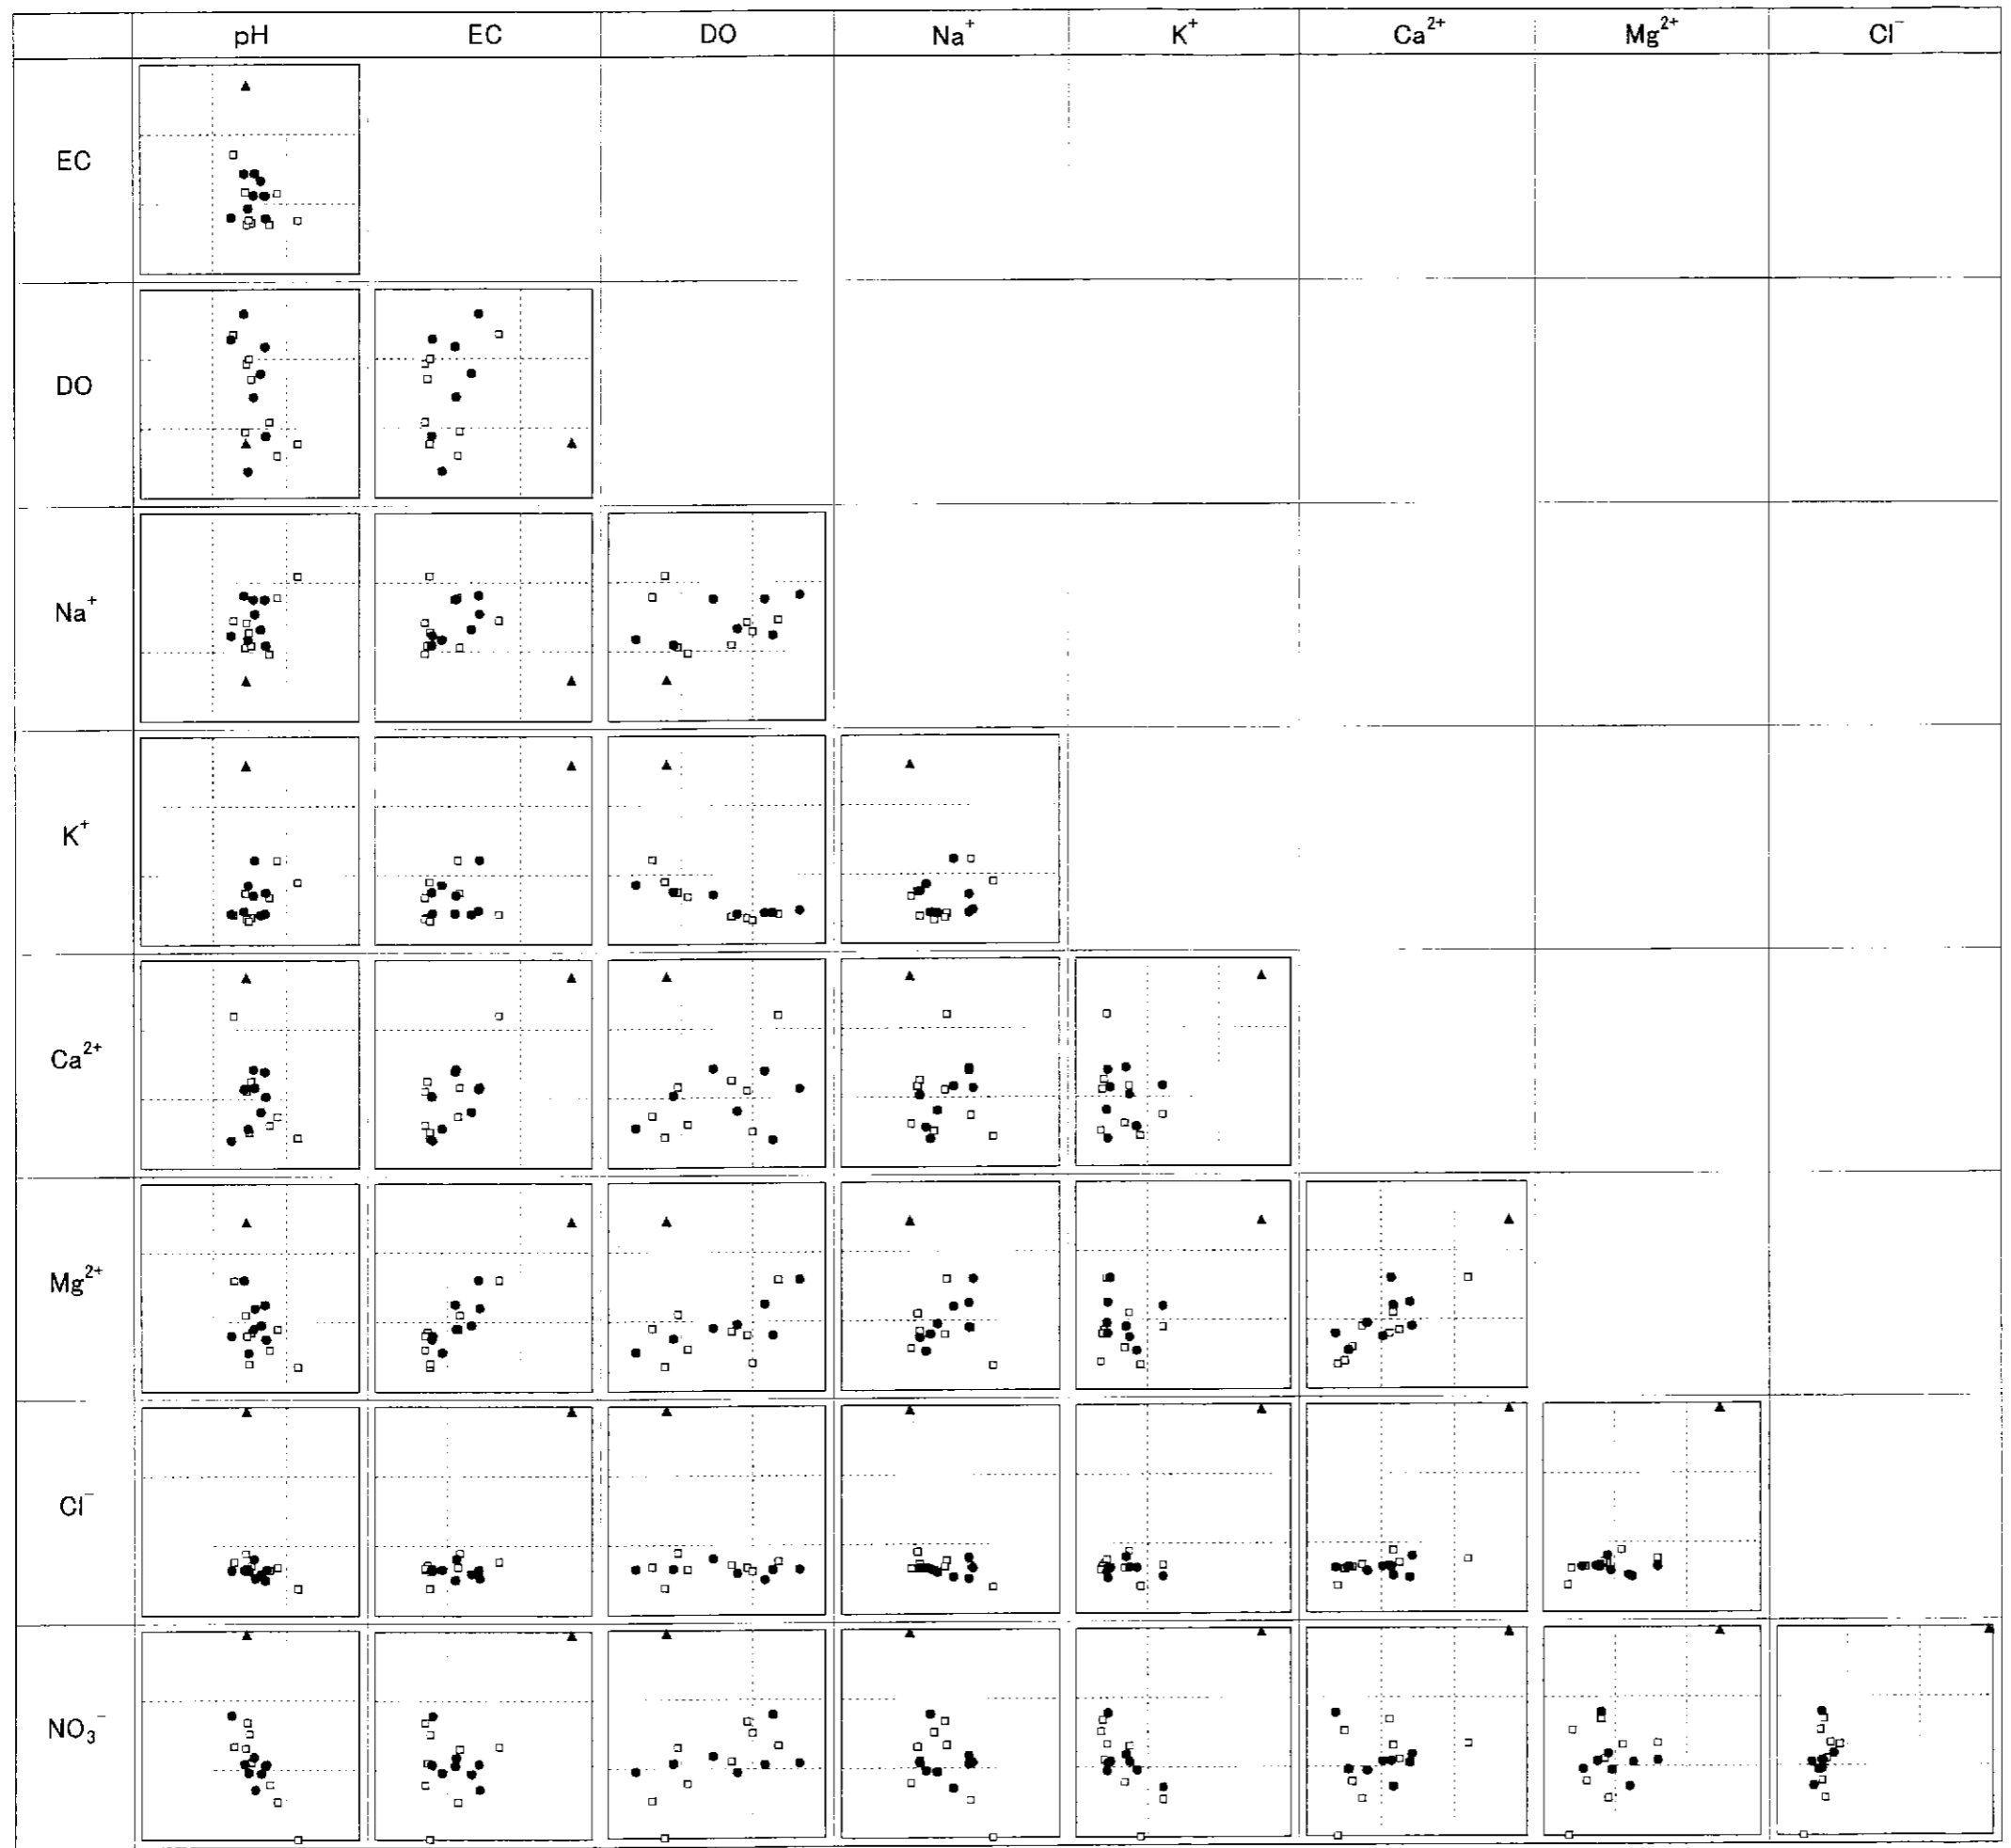 pH EC DO Na⁺ K⁺ Ca²⁺ Mg²⁺ Cl⁻
EC
DO
Na⁺
K⁺
Ca²⁺
Mg²⁺
Cl⁻
NO₃⁻